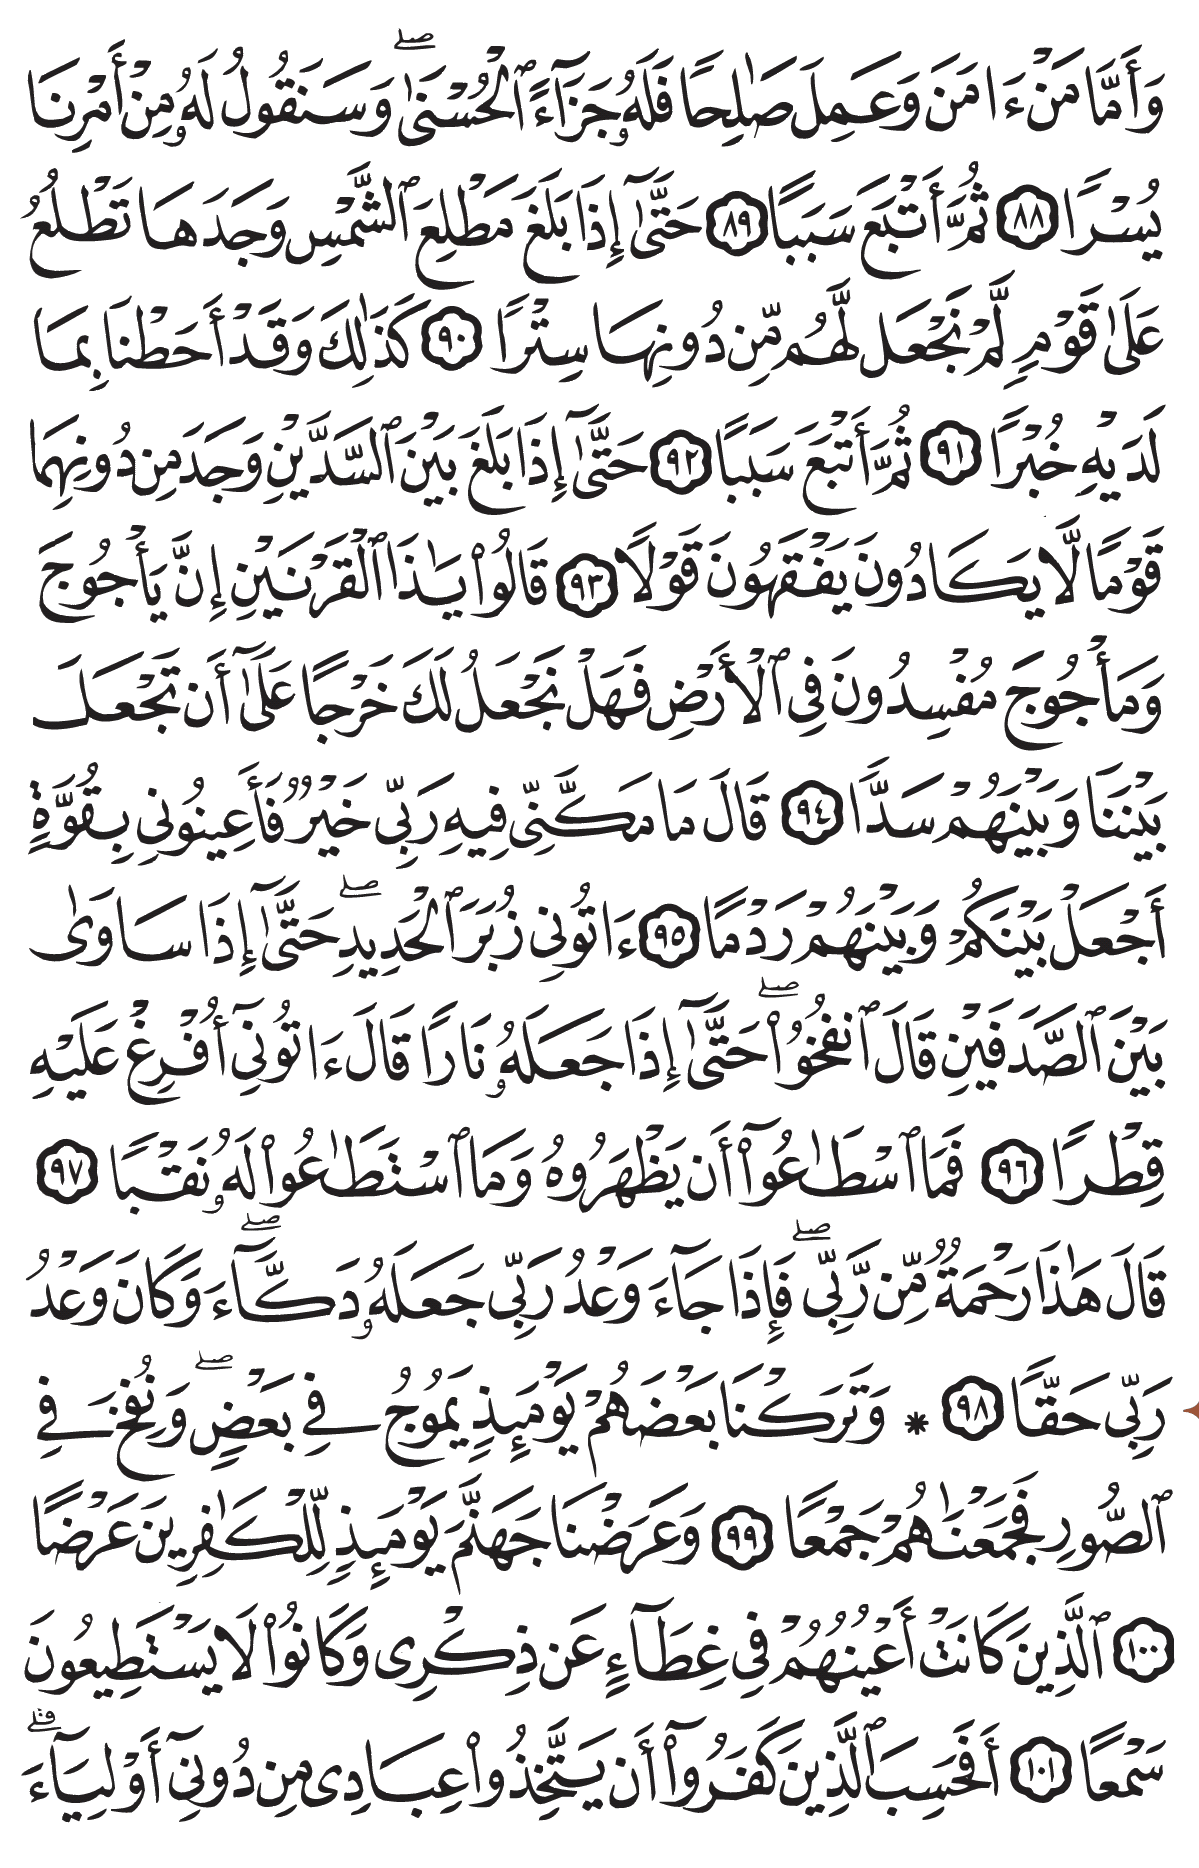 وَأَمَّا مَنْ ءَامَنَ وَعَمِلَ صَٰلِحًا فَلَهُۥ جَزَآءً ٱلْحُسْنَىٰ ۖ وَسَنَقُولُ لَهُۥ مِنْ أَمْرِنَا
يُسْرًا ٨٨ ثُمَّ أَتْبَعَ سَبَبًا ٨٩ حَتَّىٰٓ إِذَا بَلَغَ مَطْلِعَ ٱلشَّمْسِ وَجَدَهَا تَطْلُعُ
عَلَىٰ قَوْمٍ لَّمْ نَجْعَل لَّهُم مِّن دُونِهَا سِتْرًا ٩٠ كَذَٰلِكَ وَقَدْ أَحَطْنَا بِمَا
لَدَيْهِ خُبْرًا ٩١ ثُمَّ أَتْبَعَ سَبَبًا ٩٢ حَتَّىٰٓ إِذَا بَلَغَ بَيْنَ ٱلسَّدَّيْنِ وَجَدَ مِن دُونِهِمَا
قَوْمًا لَّا يَكَادُونَ يَفْقَهُونَ قَوْلًا ٩٣ قَالُوا۟ يَٰذَا ٱلْقَرْنَيْنِ إِنَّ يَأْجُوجَ
وَمَأْجُوجَ مُفْسِدُونَ فِي ٱلْأَرْضِ فَهَلْ نَجْعَلُ لَكَ خَرْجًا عَلَىٰٓ أَن تَجْعَلَ
بَيْنَنَا وَبَيْنَهُمْ سَدًّا ٩٤ قَالَ مَا مَكَّنِّي فِيهِ رَبِّي خَيْرٌ فَأَعِينُونِي بِقُوَّةٍ
أَجْعَلْ بَيْنَكُمْ وَبَيْنَهُمْ رَدْمًا ٩٥ ءَاتُونِي زُبَرَ ٱلْحَدِيدِ ۖ حَتَّىٰٓ إِذَا سَاوَىٰ
بَيْنَ ٱلصَّدَفَيْنِ قَالَ ٱنفُخُوا۟ ۖ حَتَّىٰٓ إِذَا جَعَلَهُۥ نَارًا قَالَ ءَاتُونِيٓ أُفْرِغْ عَلَيْهِ
قِطْرًا ٩٦ فَمَا ٱسْطَٰعُوٓا۟ أَن يَظْهَرُوهُ وَمَا ٱسْتَطَٰعُوا۟ لَهُۥ نَقْبًا ٩٧
قَالَ هَٰذَا رَحْمَةٌ مِّن رَّبِّي ۖ فَإِذَا جَآءَ وَعْدُ رَبِّي جَعَلَهُۥ دَكَّآءَ ۖ وَكَانَ وَعْدُ
رَبِّي حَقًّا ٩٨ * وَتَرَكْنَا بَعْضَهُمْ يَوْمَئِذٍ يَمُوجُ فِي بَعْضٍ ۖ وَنُفِخَ فِي
ٱلصُّورِ فَجَمَعْنَٰهُمْ جَمْعًا ٩٩ وَعَرَضْنَا جَهَنَّمَ يَوْمَئِذٍ لِّلْكَٰفِرِينَ عَرْضًا
١٠٠ ٱلَّذِينَ كَانَتْ أَعْيُنُهُمْ فِي غِطَآءٍ عَن ذِكْرِي وَكَانُوا۟ لَا يَسْتَطِيعُونَ
سَمْعًا ١٠١ أَفَحَسِبَ ٱلَّذِينَ كَفَرُوٓا۟ أَن يَتَّخِذُوا۟ عِبَادِي مِن دُونِيٓ أَوْلِيَآءَ ۚ